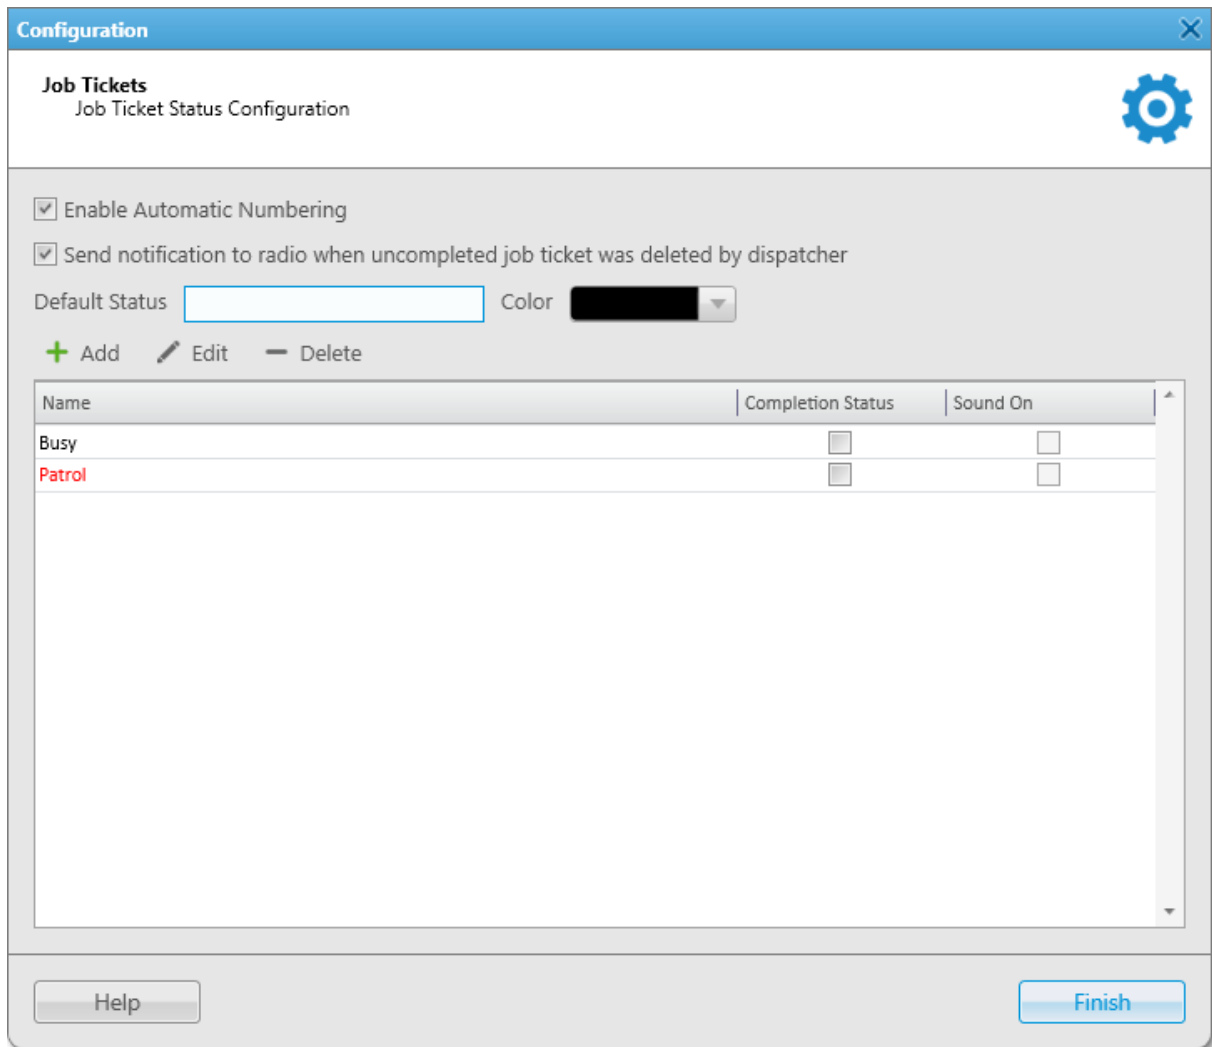 Configuration
Job Tickets
Job Ticket Status Configuration
Enable Automatic Numbering
Send notification to radio when uncompleted job ticket was deleted by dispatcher
Default Status Color
Add Edit Delete
Name Completion Status Sound On
Busy
Patrol
Help Finish